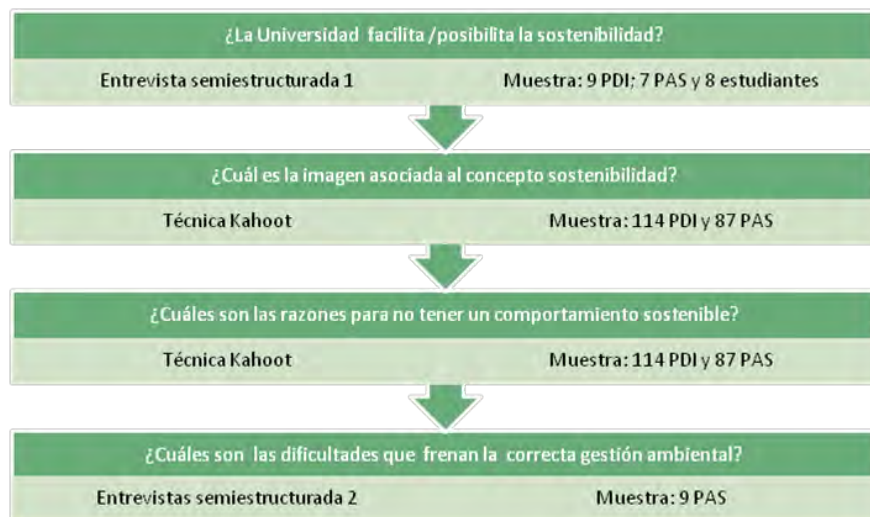 ¿La Universidad facilita /posibilita la sostenibilidad?
Entrevista semiestructurada 1 Muestra: 9 PDI; 7 PAS y 8 estudiantes
¿Cuál es la imagen asociada al concepto sostenibilidad?
Técnica Kahoot Muestra: 114 PDI y 87 PAS
¿Cuáles son las razones para no tener un comportamiento sostenible?
Técnica Kahoot Muestra: 114 PDI y 87 PAS
¿Cuáles son las dificultades que frenan la correcta gestión ambiental?
Entrevistas semiestructurada 2 Muestra: 9 PAS